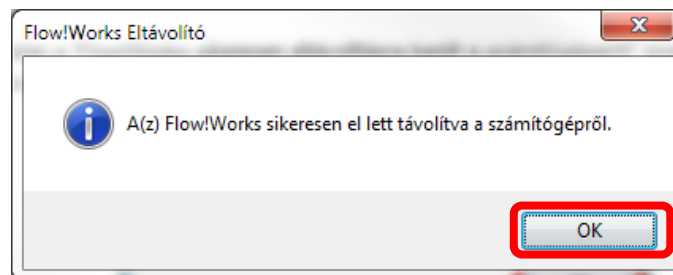 Flow!Works Eltávolító
A(z) Flow!Works sikeresen el lett távolítva a számítógépről.
OK